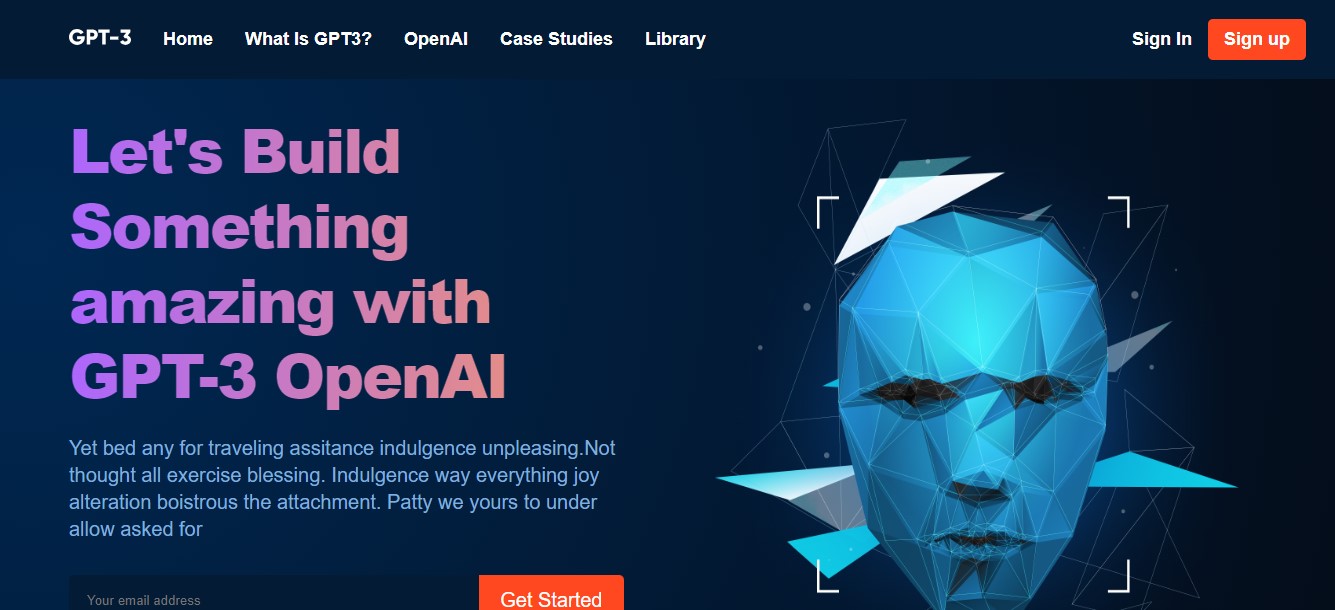 GPT-3 Home What Is GPT3? OpenAI Case Studies Library Sign In Sign up
Let's Build
Something
amazing with
GPT-3 OpenAI
Yet bed any for traveling assitance indulgence unpleasing.Not
thought all exercise blessing. Indulgence way everything joy
alteration boistrous the attachment. Patty we yours to under
allow asked for
Your email address Get Started